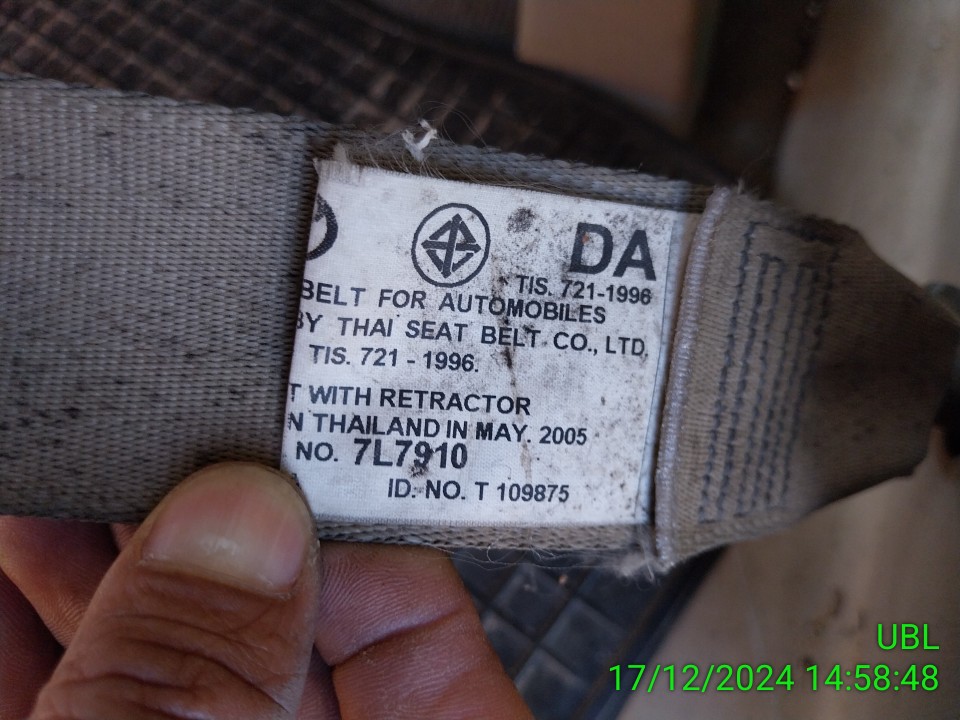 DA
TIS. 721-1996
BELT FOR AUTOMOBILES
BY THAI SEAT BELT CO., LTD.
TIS. 721 - 1996.
T WITH RETRACTOR
N THAILAND IN MAY. 2005
NO. 7L7910
ID. NO. T 109875
UBL
17/12/2024 14:58:48